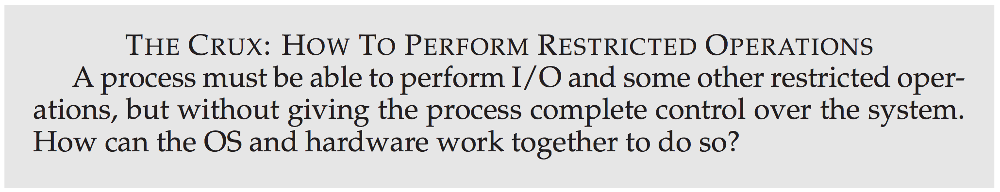 THE CRUX: HOW TO PERFORM RESTRICTED OPERATIONS
A process must be able to perform I/O and some other restricted oper-
ations, but without giving the process complete control over the system.
How can the OS and hardware work together to do so?